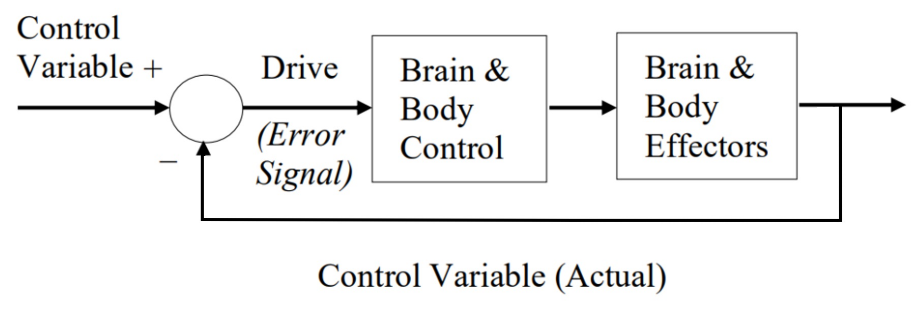 Control
Variable +
Drive
(Error
Signal)
–
Brain &
Body
Control
Brain &
Body
Effectors
Control Variable (Actual)